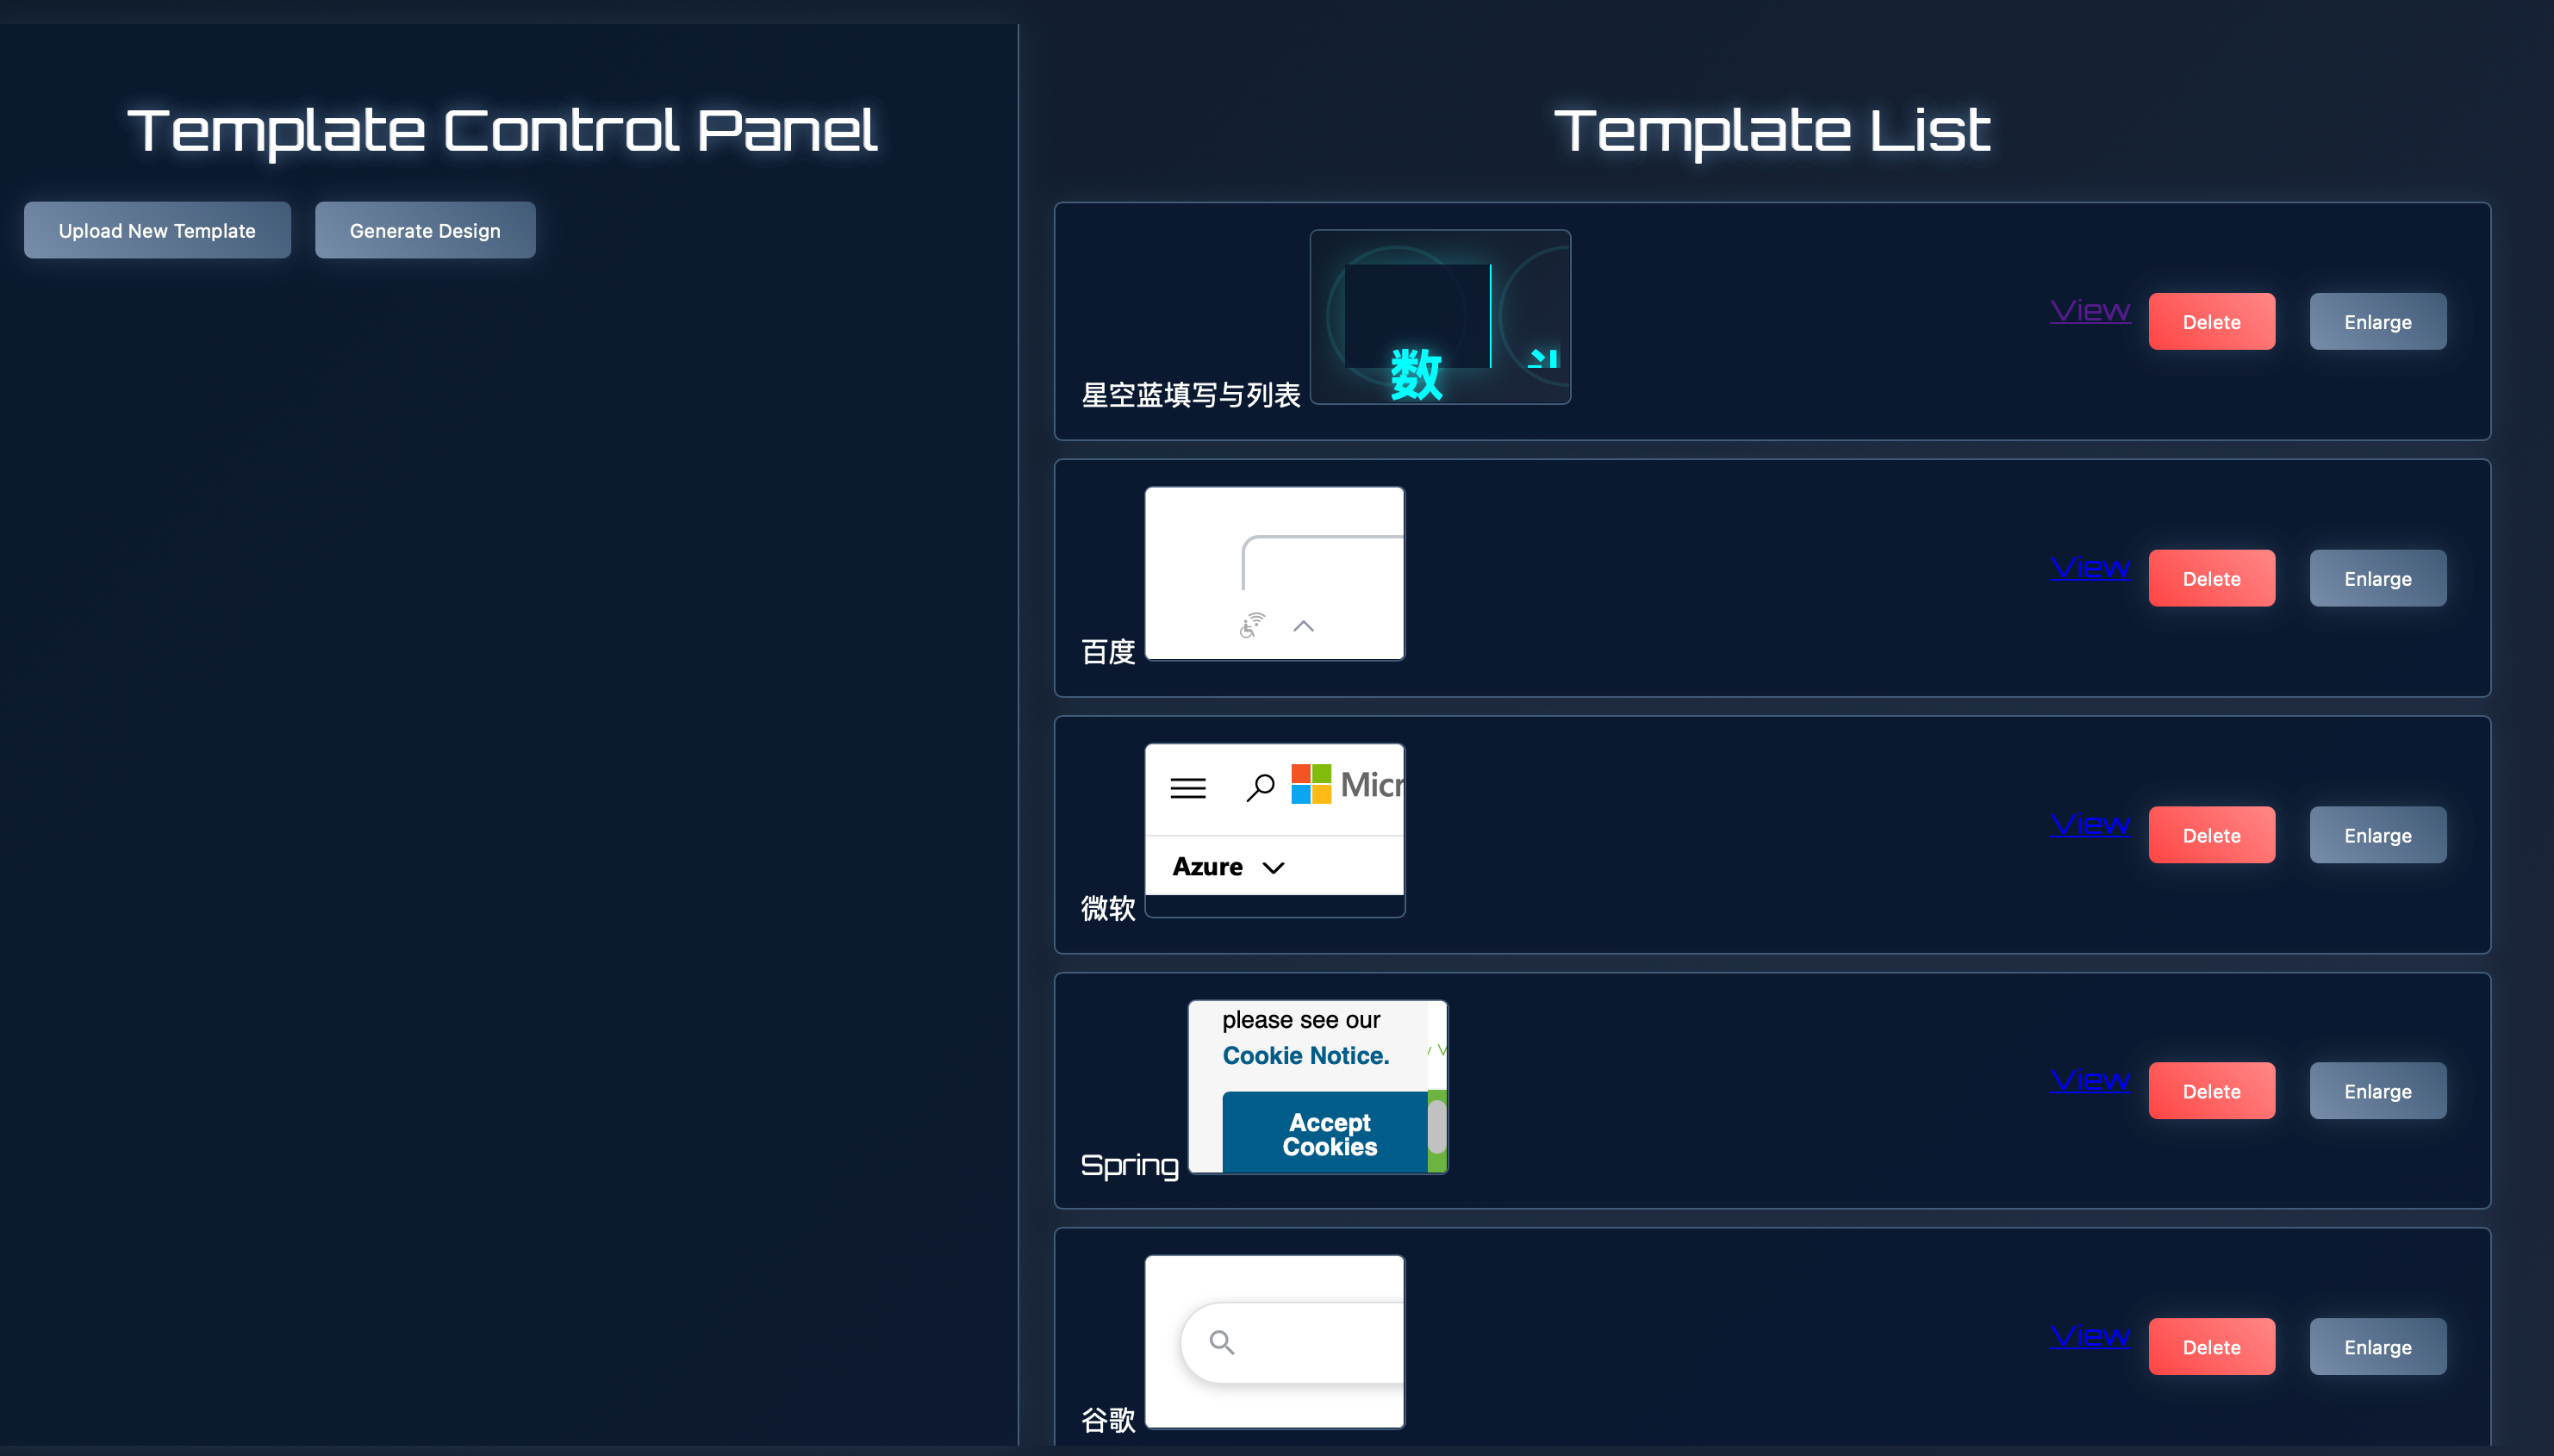 Template Control Panel
Upload New Template
Generate Design
Template List
星空蓝填写与列表
数
View
Delete
Enlarge
百度
View
Delete
Enlarge
微软
Micr
Azure
View
Delete
Enlarge
Spring
please see our
Cookie Notice.
Accept
Cookies
View
Delete
Enlarge
谷歌
View
Delete
Enlarge